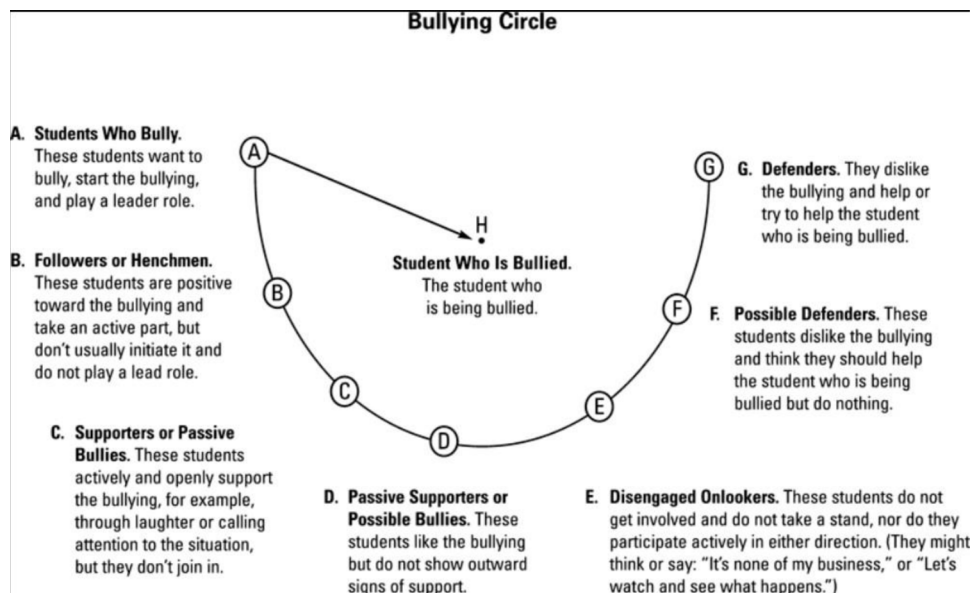 Bullying Circle
A. Students Who Bully.
These students want to
bully, start the bullying,
and play a leader role.
B. Followers or Henchmen.
These students are positive
toward the bullying and
take an active part, but
don't usually initiate it and
do not play a lead role.
C. Supporters or Passive
Bullies. These students
actively and openly support
the bullying, for example,
through laughter or calling
attention to the situation,
but they don't join in.
D. Passive Supporters or
Possible Bullies. These
students like the bullying
but do not show outward
signs of support.
E. Disengaged Onlookers. These students do not
get involved and do not take a stand, nor do they
participate actively in either direction. (They might
think or say: "It's none of my business," or "Let's
watch and see what happens.")
F. Possible Defenders. These
students dislike the bullying
and think they should help
the student who is being
bullied but do nothing.
G. Defenders. They dislike
the bullying and help or
try to help the student
who is being bullied.
H
Student Who Is Bullied.
The student who
is being bullied.
A
B
C
D
E
F
G